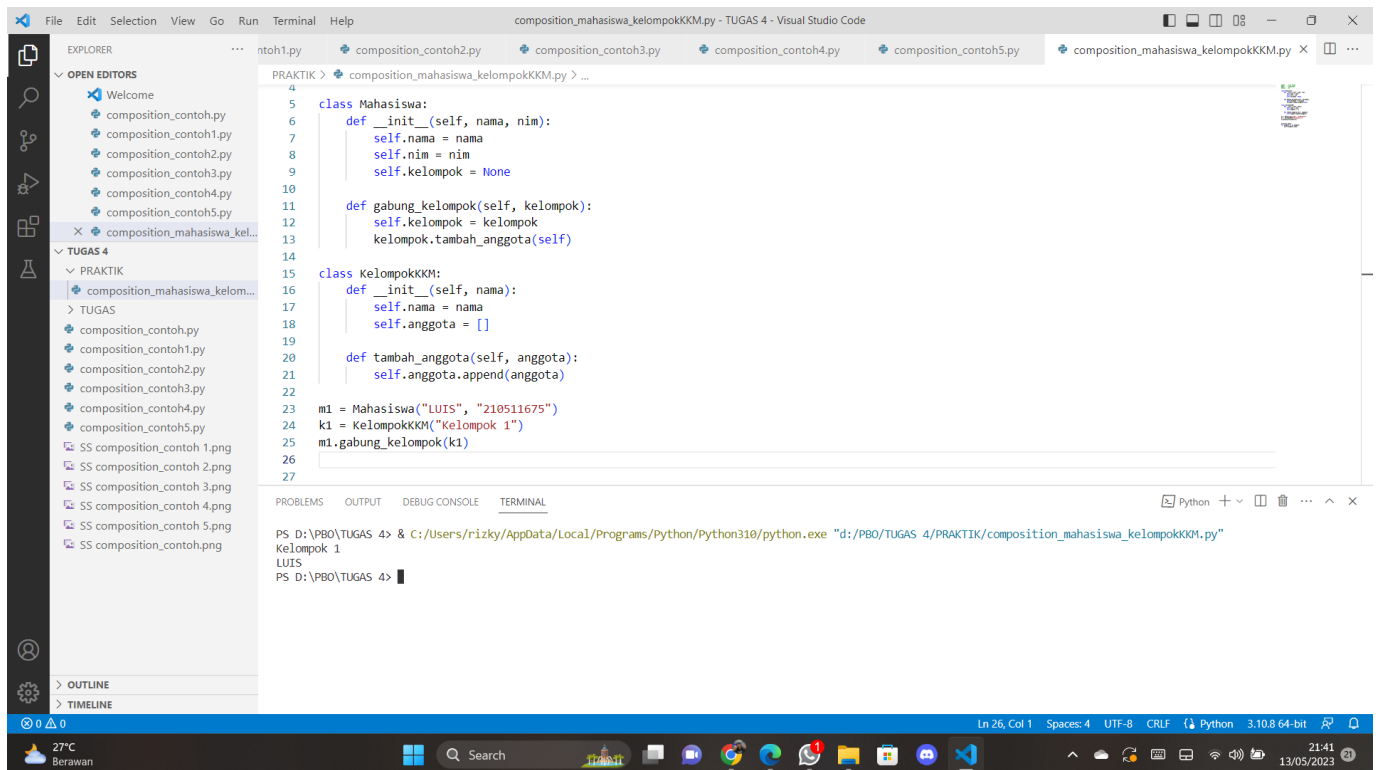 File Edit Selection View Go Run Terminal Help
composition_mahasiswa_kelompokKKM.py - TUGAS 4 - Visual Studio Code
EXPLORER
OPEN EDITORS
Welcome
composition_contoh.py
composition_contoh1.py
composition_contoh2.py
composition_contoh3.py
composition_contoh4.py
composition_contoh5.py
composition_mahasiswa_kel...
TUGAS 4
PRAKTIK
composition_mahasiswa_kelom...
TUGAS
composition_contoh.py
composition_contoh1.py
composition_contoh2.py
composition_contoh3.py
composition_contoh4.py
composition_contoh5.py
SS composition_contoh 1.png
SS composition_contoh 2.png
SS composition_contoh 3.png
SS composition_contoh 4.png
SS composition_contoh 5.png
SS composition_contoh.png
OUTLINE
TIMELINE
ntoh1.py composition_contoh2.py composition_contoh3.py composition_contoh4.py composition_contoh5.py composition_mahasiswa_kelompokKKM.py
PRAKTIK > composition_mahasiswa_kelompokKKM.py > ...
4
5 class Mahasiswa:
6 def __init__(self, nama, nim):
7 self.nama = nama
8 self.nim = nim
9 self.kelompok = None
10
11 def gabung_kelompok(self, kelompok):
12 self.kelompok = kelompok
13 kelompok.tambah_anggota(self)
14
15 class KelompokKKM:
16 def __init__(self, nama):
17 self.nama = nama
18 self.anggota = []
19
20 def tambah_anggota(self, anggota):
21 self.anggota.append(anggota)
22
23 m1 = Mahasiswa("LUIS", "210511675")
24 k1 = KelompokKKM("Kelompok 1")
25 m1.gabung_kelompok(k1)
26
27
PROBLEMS OUTPUT DEBUG CONSOLE TERMINAL
Python
PS D:\PBO\TUGAS 4> & C:/Users/rizky/AppData/Local/Programs/Python/Python310/python.exe "d:/PBO/TUGAS 4/PRAKTIK/composition_mahasiswa_kelompokKKM.py"
Kelompok 1
LUIS
PS D:\PBO\TUGAS 4>
0 0
Ln 26, Col 1 Spaces: 4 UTF-8 CRLF Python 3.10.8 64-bit
27°C
Berawan
Search
1
21:41
13/05/2023
21